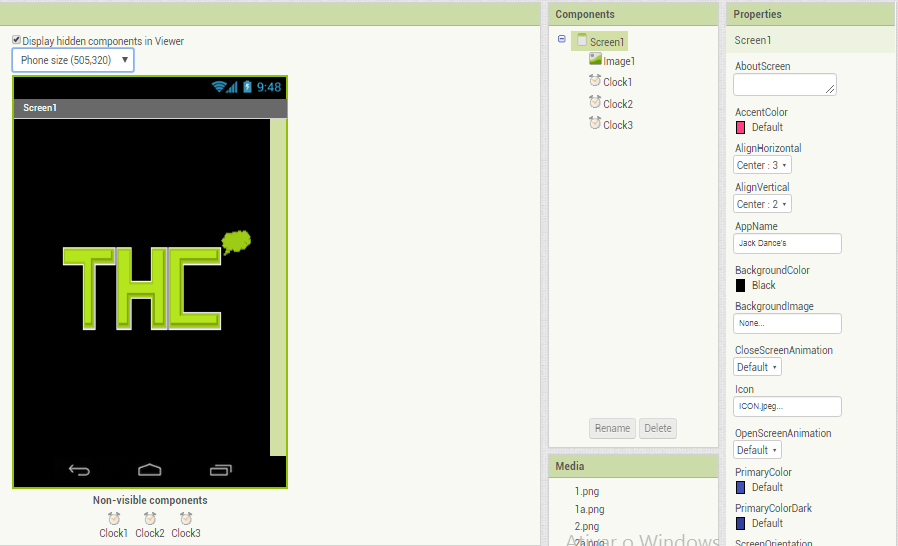 Display hidden components in Viewer
Phone size (505,320)
9:48
Screen1
THC
Non-visible components
Clock1 Clock2 Clock3
Components
Screen1
Image1
Clock1
Clock2
Clock3
Rename Delete
Media
1.png
1a.png
2.png
2a.png
Ativar o Windows
Properties
Screen1
AboutScreen
AccentColor
Default
AlignHorizontal
Center : 3
AlignVertical
Center : 2
AppName
Jack Dance's
BackgroundColor
Black
BackgroundImage
None...
CloseScreenAnimation
Default
Icon
ICON.jpeg...
OpenScreenAnimation
Default
PrimaryColor
Default
PrimaryColorDark
Default
ScreenOrientation